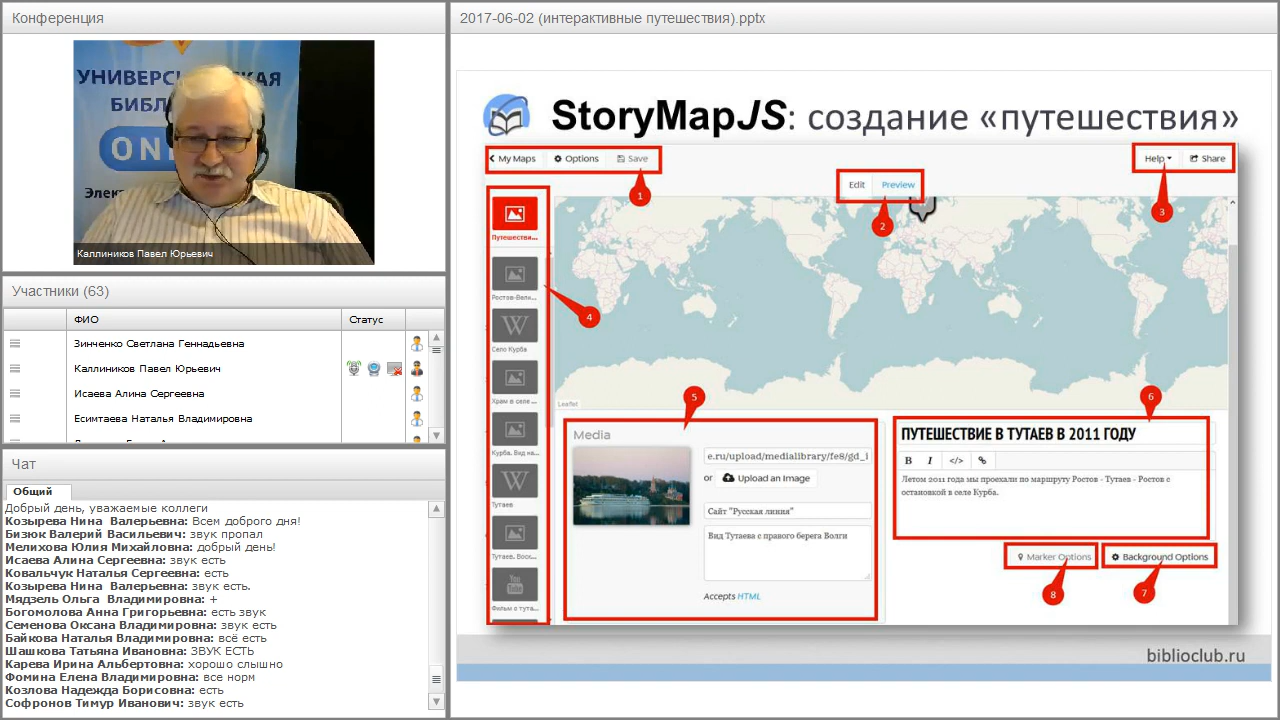 Конференция
УНИВЕРСИТЕТСКАЯ
ONL
Каллиников Павел Юрьевич
Участники (63)
ФИО
Статус
Зинченко Светлана Геннадьевна
Каллиников Павел Юрьевич
Исаева Алина Сергеевна
Есимтаева Наталья Владимировна
Чат
Общий
Добрый день, уважаемые коллеги
Козырева Нина Валерьевна: Всем доброго дня!
Бизюк Валерий Васильевич: звук пропал
Мелихова Юлия Михайловна: добрый день!
Исаева Алина Сергеевна: звук есть
Ковальчук Наталья Сергеевна: есть
Козырева Нина Валерьевна: звук есть.
Мядзель Ольга Владимировна: +
Богомолова Анна Григорьевна: есть звук
Семенова Оксана Владимировна: звук есть
Байкова Наталья Владимировна: всё есть
Шашкова Татьяна Ивановна: ЗВУК ЕСТЬ
Карева Ирина Альбертовна: хорошо слышно
Фомина Елена Владимировна: все норм
Козлова Надежда Борисовна: есть
Софронов Тимур Иванович: звук есть
2017-06-02 (интерактивные путешествия).pptx
StoryMapJS: создание «путешествия»
My Maps
Options
Save
1
Edit
Preview
2
Help
Share
3
Путешестви...
Ростов-Вели...
W
Село Курба
Храм в селе ...
Курба. Вид на...
W
Тутаев
Тутаев. Воск...
You Tube
Фильм о тута...
4
Leaflet
5
Media
e.ru/upload/medialibrary/fe8/gd_i
or
Upload an Image
Сайт "Русская линия"
Вид Тутаева с правого берега Волги
Accepts HTML
6
ПУТЕШЕСТВИЕ В ТУТАЕВ В 2011 ГОДУ
B I </>
Летом 2011 года мы проехали по маршруту Ростов - Тутаев - Ростов с
остановкой в селе Курба.
Marker Options
Background Options
8
7
biblioclub.ru